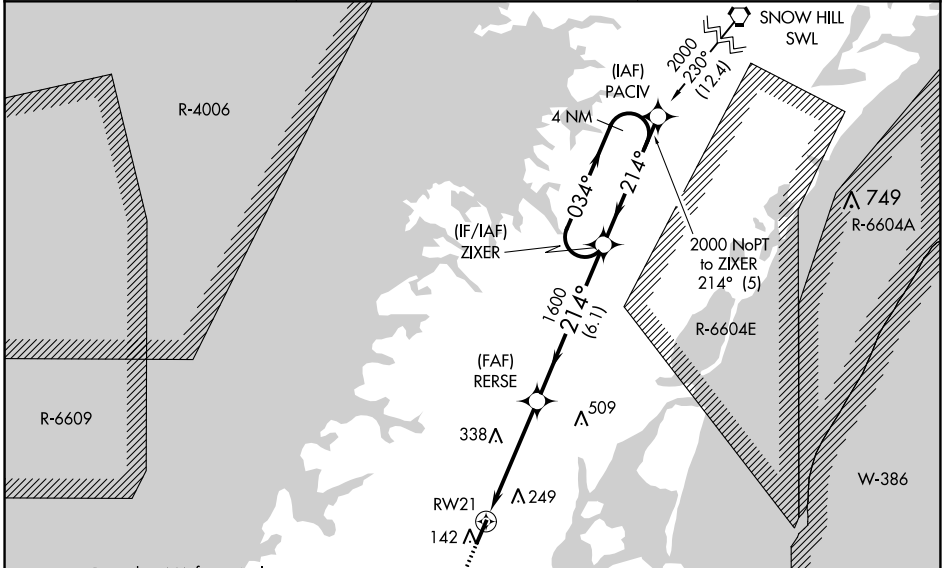 SNOW HILL
SWL
2000
230°
(12.4)
(IAF)
PACIV
R-4006
4 NM
214°
034°
749
R-6604A
(IF/IAF)
ZIXER
2000 NoPT
to ZIXER
214° (5)
1600
214°
(6.1)
R-6604E
(FAF)
RERSE
509
R-6609
338
W-386
249
RW21
142